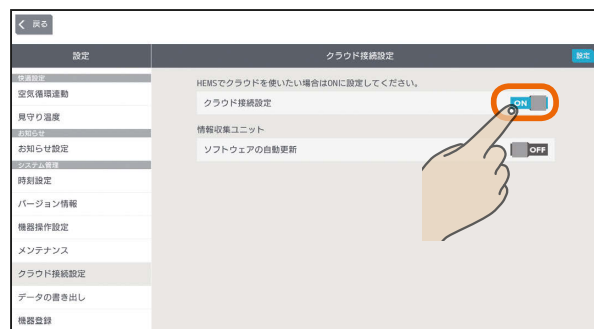 戻る
設定
クラウド接続設定
設定
快適設定
空気循環連動
見守り温度
お知らせ
お知らせ設定
システム管理
時刻設定
バージョン情報
機器操作設定
メンテナンス
クラウド接続設定
データの書き出し
機器登録
HEMSでクラウドを使いたい場合はONに設定してください。
クラウド接続設定
ON
情報収集ユニット
ソフトウェアの自動更新
OFF